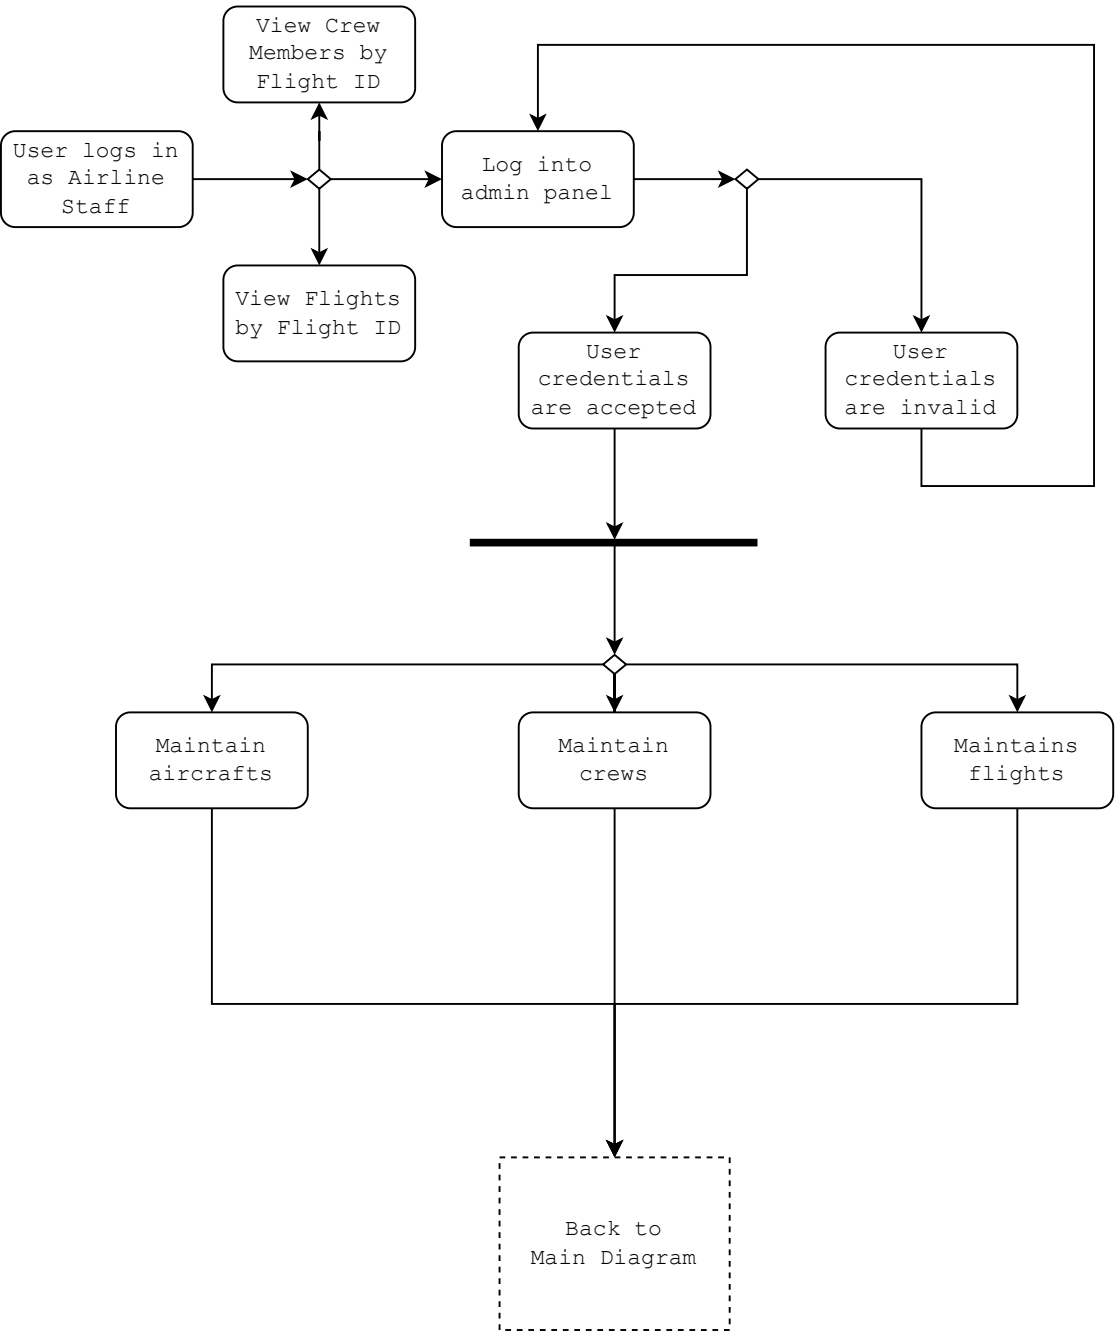 View Crew
Members by
Flight ID
User logs in
as Airline
Staff
Log into
admin panel
View Flights
by Flight ID
User
credentials
are accepted
User
credentials
are invalid
Maintain
aircrafts
Maintain
crews
Maintains
flights
Back to
Main Diagram